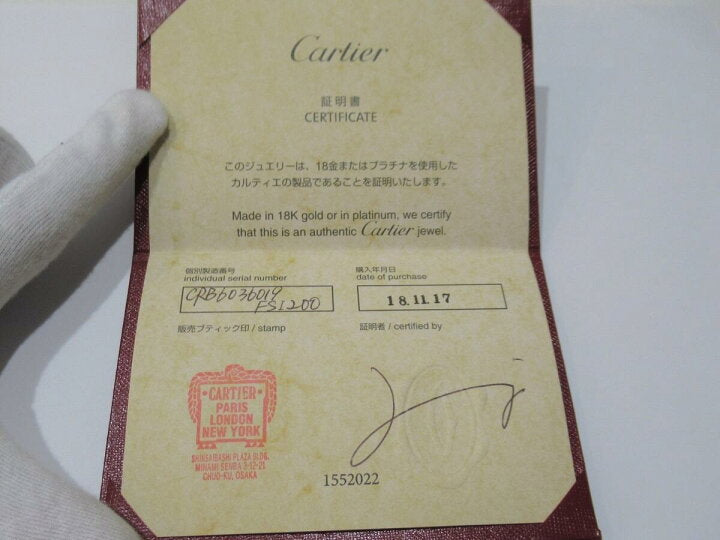 Cartier
証明書
CERTIFICATE
このジュエリーは、18金またはプラチナを使用した
カルティエの製品であることを証明いたします。
Made in 18K gold or in platinum, we certify
that this is an authentic Cartier jewel.
個別製造番号
individual serial number
CRB6036019
FS1200
購入年月日
date of purchase
18.11.17
販売ブティック印 / stamp
証明者 / certified by
CARTIER
PARIS
LONDON
NEW YORK
SHINSAIBASHI PLAZA BLDG.
MINAMI SENBA 3-12-21
CHUO-KU, OSAKA
1552022